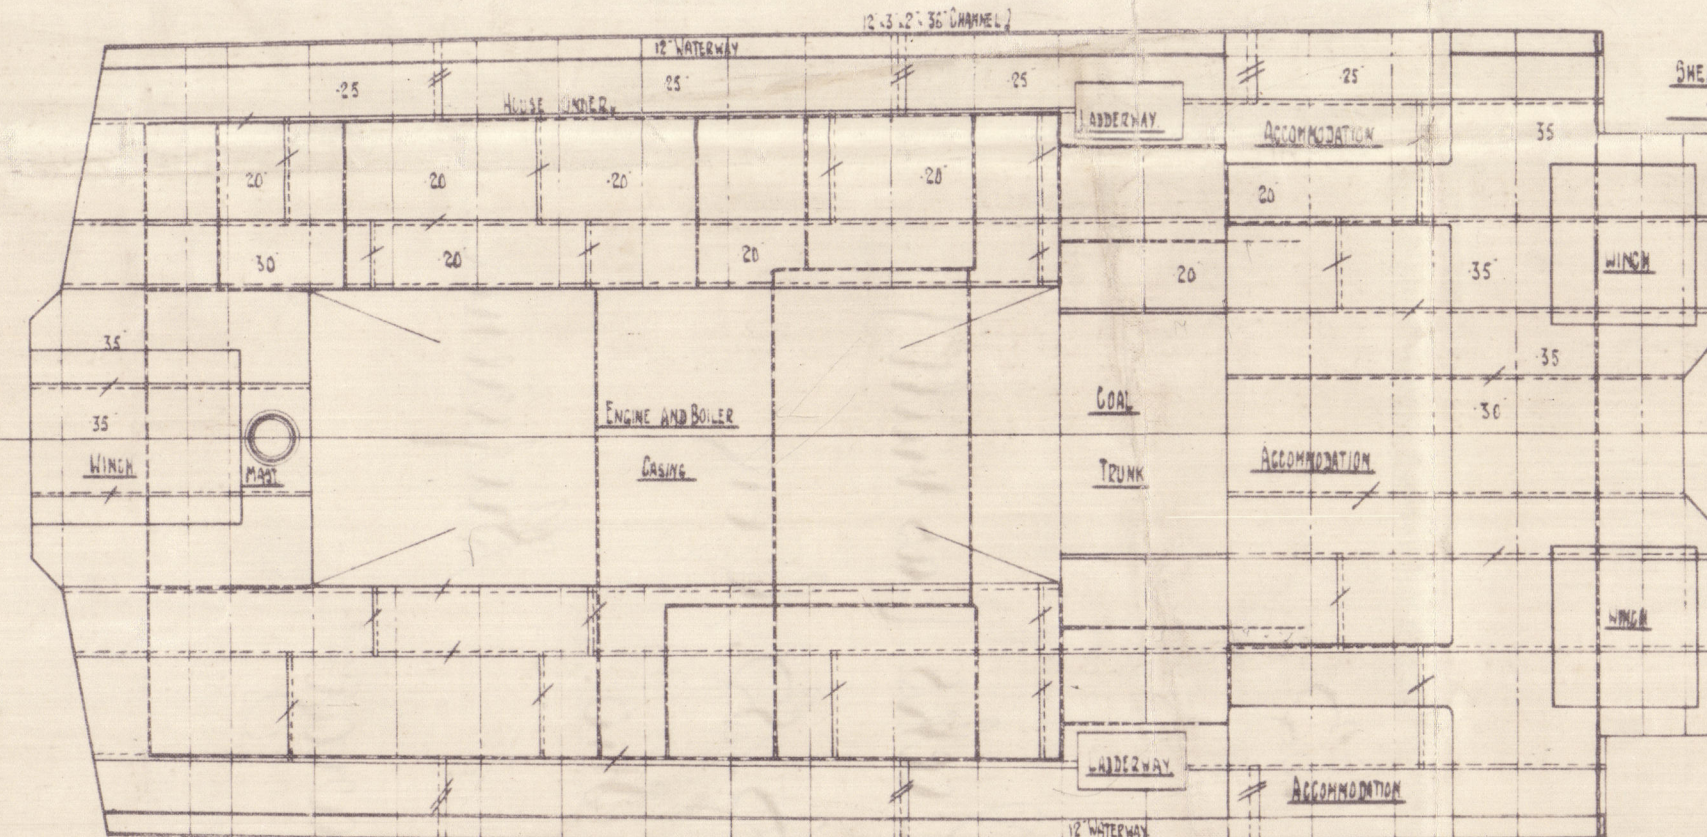 12"x3"x2"x.36" CHANNEL
12" WATERWAY
SHE
.25" .25" .25" .25"
HOUSE UNDER
LADDERWAY
ACCOMMODATION
.35"
.20" .20" .20" .20"
.20"
.30" .20" .20"
.20"
.35"
WINCH
.35"
.35"
.30"
.35"
COAL
ENGINE AND BOILER
WINCH
MAST
CASING
TRUNK
ACCOMMODATION
WINCH
LADDERWAY
ACCOMMODATION
12" WATERWAY